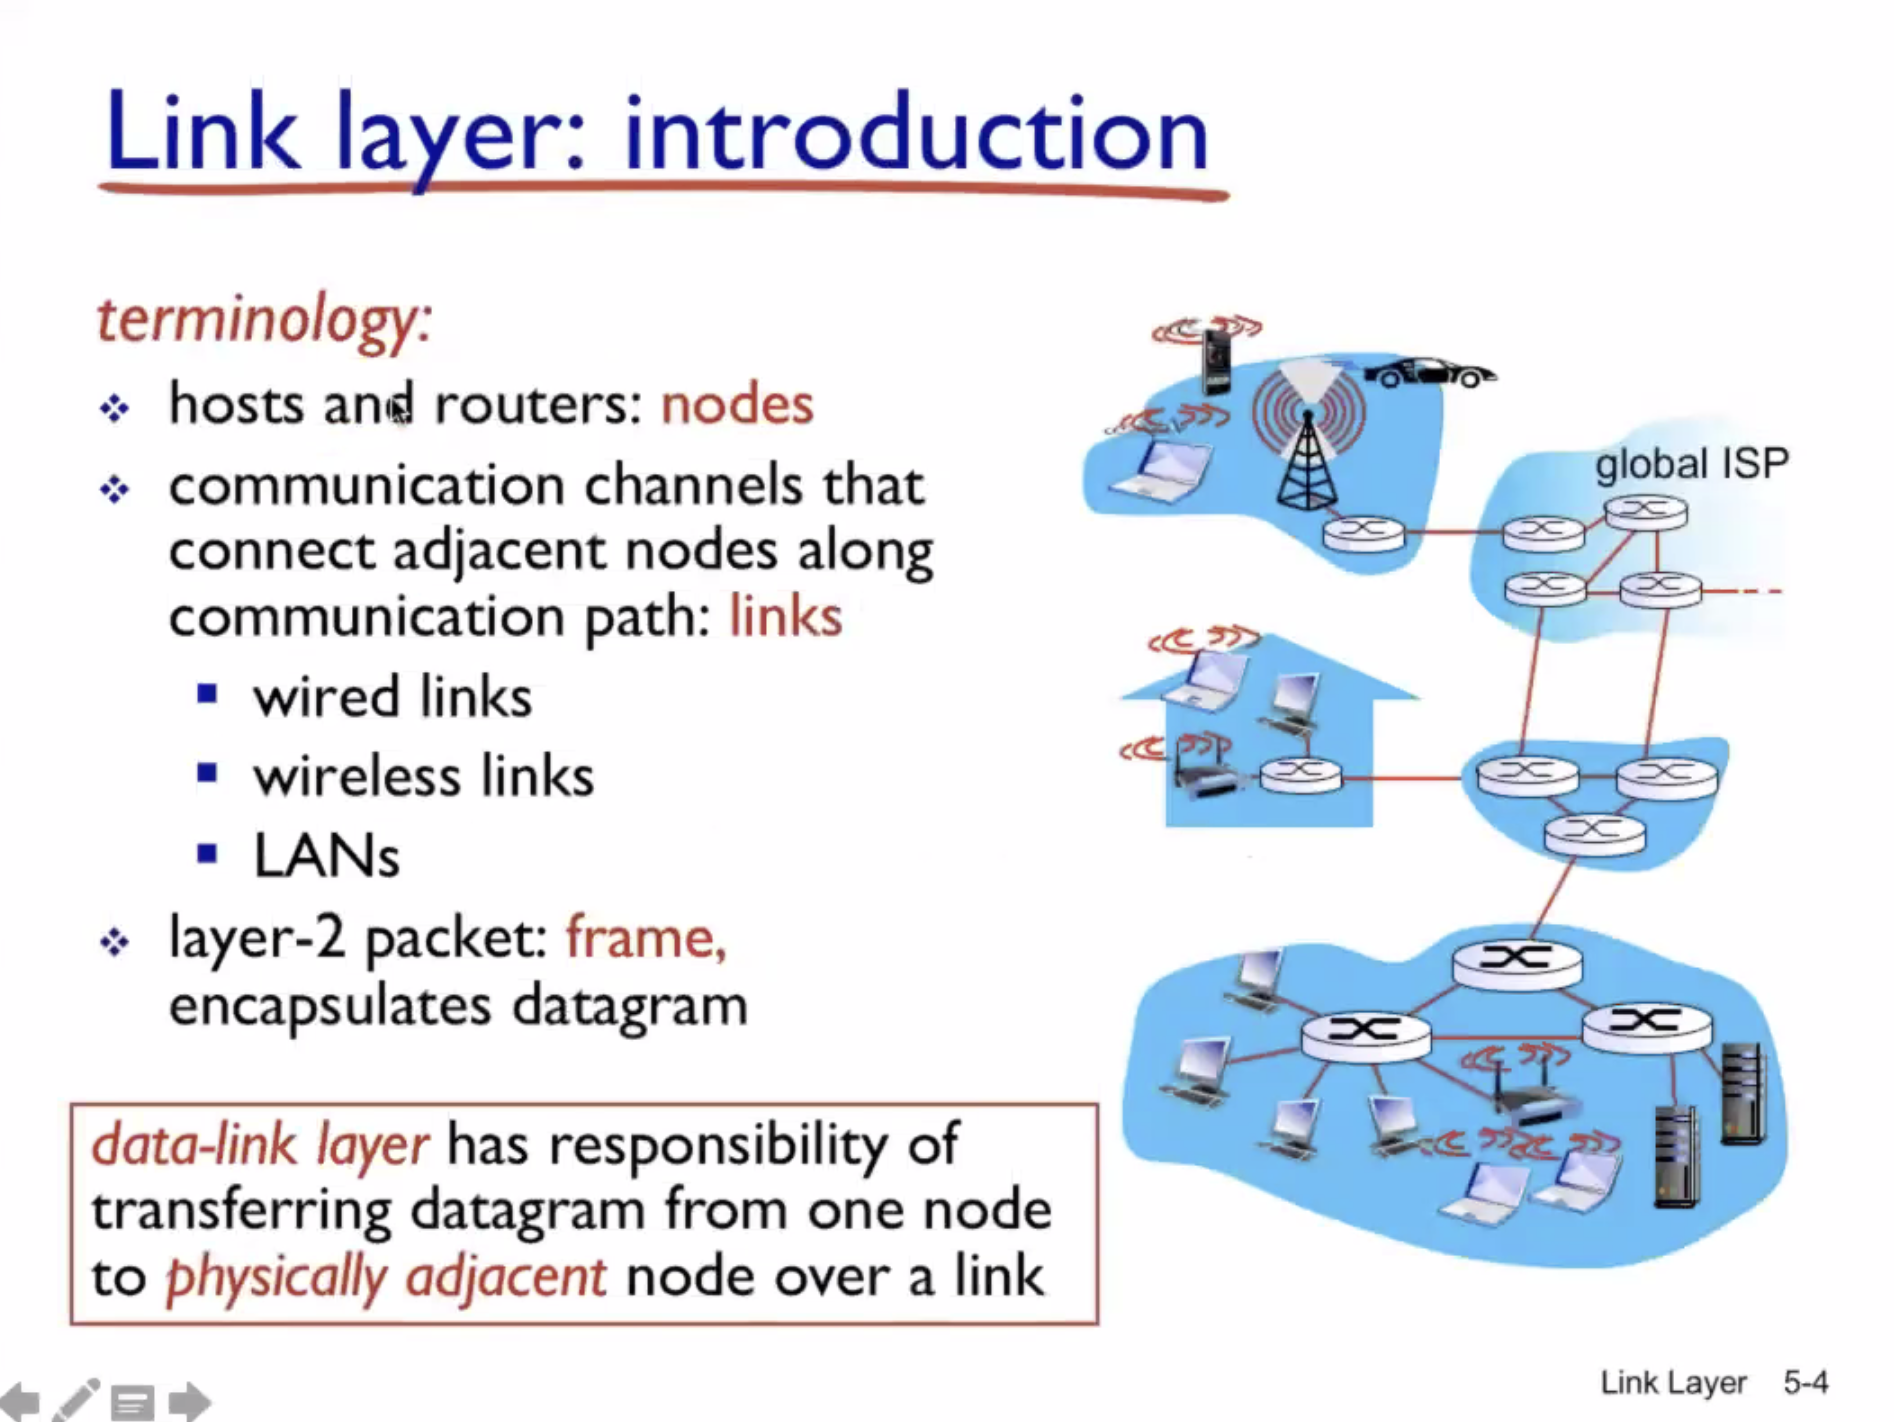 Link layer: introduction
terminology:
hosts and routers: nodes
communication channels that
connect adjacent nodes along
communication path: links
wired links
wireless links
LANs
layer-2 packet: frame,
encapsulates datagram
data-link layer has responsibility of
transferring datagram from one node
to physically adjacent node over a link
global ISP
Link Layer 5-4